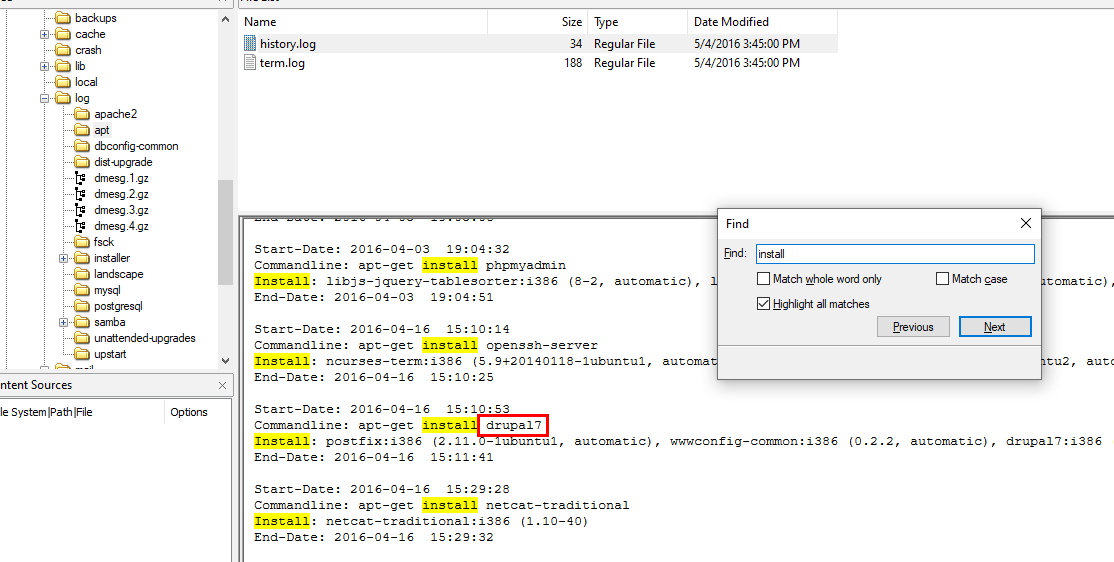 backups
cache
crash
lib
local
log
apache2
apt
dbconfig-common
dist-upgrade
dmesg.1.gz
dmesg.2.gz
dmesg.3.gz
dmesg.4.gz
fsck
installer
landscape
mysql
postgresql
samba
unattended-upgrades
upstart
ntent Sources
le System|Path|File Options
Name Size Type Date Modified
history.log 34 Regular File 5/4/2016 3:45:00 PM
term.log 188 Regular File 5/4/2016 3:45:00 PM
Start-Date: 2016-04-03  19:04:32
Commandline: apt-get install phpmyadmin
Install: libjs-jquery-tablesorter:i386 (8-2, automatic), l
End-Date: 2016-04-03  19:04:51
Start-Date: 2016-04-16  15:10:14
Commandline: apt-get install openssh-server
Install: ncurses-term:i386 (5.9+20140118-1ubuntu1, automat
End-Date: 2016-04-16  15:10:25
Start-Date: 2016-04-16  15:10:53
Commandline: apt-get install drupal7
Install: postfix:i386 (2.11.0-1ubuntu1, automatic), wwwconfig-common:i386 (0.2.2, automatic), drupal7:i386
End-Date: 2016-04-16  15:11:41
Start-Date: 2016-04-16  15:29:28
Commandline: apt-get install netcat-traditional
Install: netcat-traditional:i386 (1.10-40)
End-Date: 2016-04-16  15:29:32
Find
Find: install
Match whole word only Match case
Highlight all matches
Previous Next
automatic),
ubuntu2, au